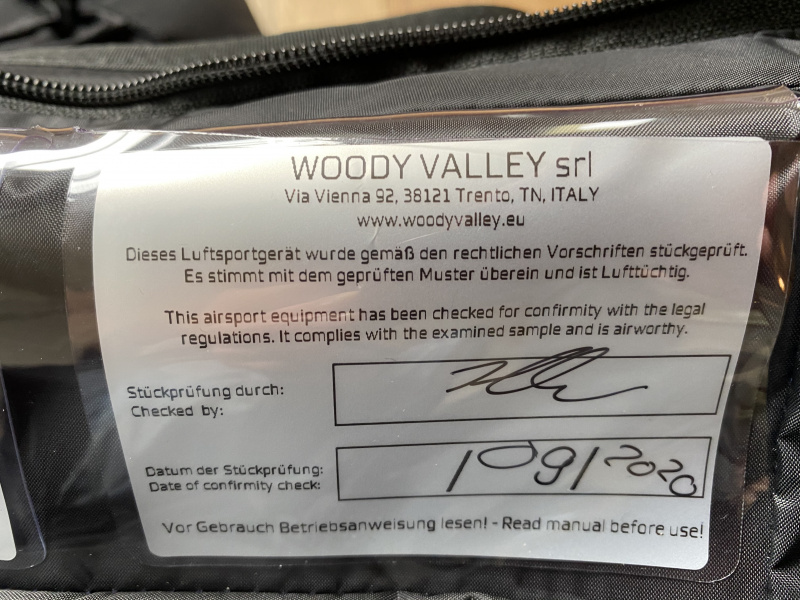 WOODY VALLEY srl
Via Vienna 92, 38121 Trento, TN, ITALY
www.woodyvalley.eu
Dieses Luftsportgerät wurde gemäß den rechtlichen Vorschriften stückgeprüft.
Es stimmt mit dem geprüften Muster überein und ist Lufttüchtig.
This airsport equipment has been checked for confirmity with the legal
regulations. It complies with the examined sample and is airworthy.
Stückprüfung durch:
Checked by:
Datum der Stückprüfung:
Date of confirmity check:
/09/2020
Vor Gebrauch Betriebsanweisung lesen! - Read manual before use!